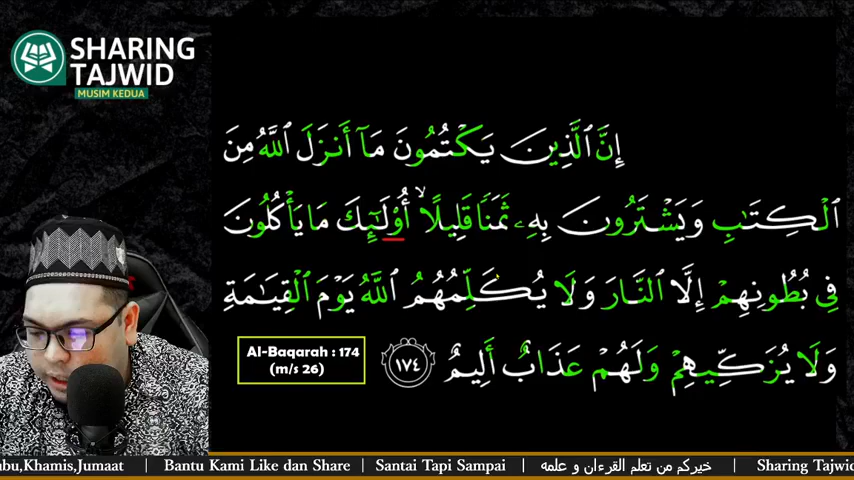 SHARING
TAJWID
MUSIM KEDUA
إِنَّ ٱلَّذِينَ يَكْتُمُونَ مَآ أَنزَلَ ٱللَّهُ مِنَ
ٱلْكِتَٰبِ وَيَشْتَرُونَ بِهِۦ ثَمَنًا قَلِيلًا ۙ أُو۟لَٰٓئِكَ مَا يَأْكُلُونَ
فِى بُطُونِهِمْ إِلَّا ٱلنَّارَ وَلَا يُكَلِّمُهُمُ ٱللَّهُ يَوْمَ ٱلْقِيَٰمَةِ
وَلَا يُزَكِّيهِمْ وَلَهُمْ عَذَابٌ أَلِيمٌ ١٧٤
Al-Baqarah : 174
(m/s 26)
abu,Khamis,Jumaat | Bantu Kami Like dan Share | Santai Tapi Sampai | خيركم من تعلم القرءان و علمه | Sharing Tajwid